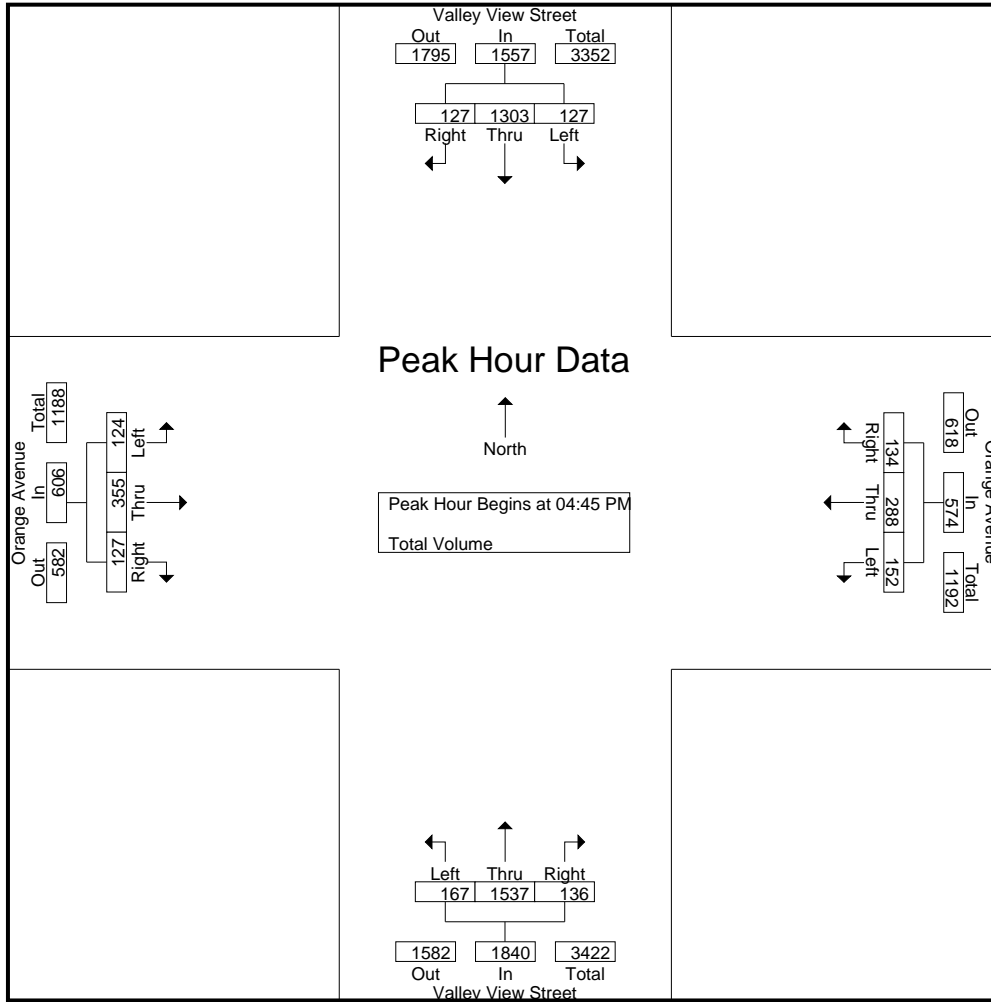 Valley View Street
Out In Total
1795 1557 3352
127 1303 127
Right Thru Left
Peak Hour Data
North
Peak Hour Begins at 04:45 PM
Total Volume
Orange Avenue
Total In Out
1188 606 582
124 355 127
Left Thru Right
Orange Avenue
Out In Total
618 574 1192
134 288 152
Right Thru Left
Left Thru Right
167 1537 136
1582 1840 3422
Out In Total
Valley View Street